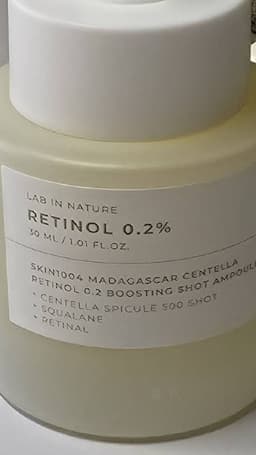 LAB IN NATURE
RETINOL 0.2%
30 ML / 1.01 FL.OZ.
SKIN1004 MADAGASCAR CENTELLA
RETINOL 0.2 BOOSTING SHOT AMPOULE
* CENTELLA SPICULE 500 SHOT
* SQUALANE
* RETINAL